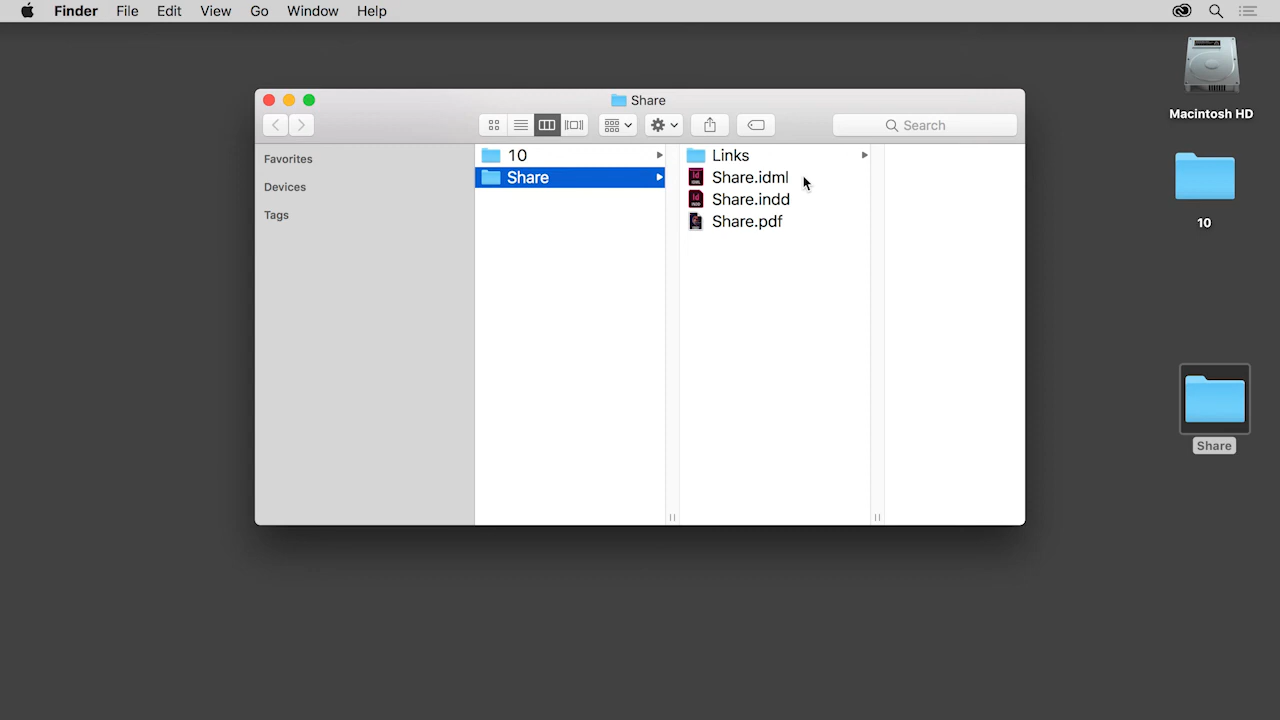 Finder File Edit View Go Window Help
Macintosh HD
10
Share
Share
Search
Favorites
Devices
Tags
10
Share
Links
Share.idml
Share.indd
Share.pdf